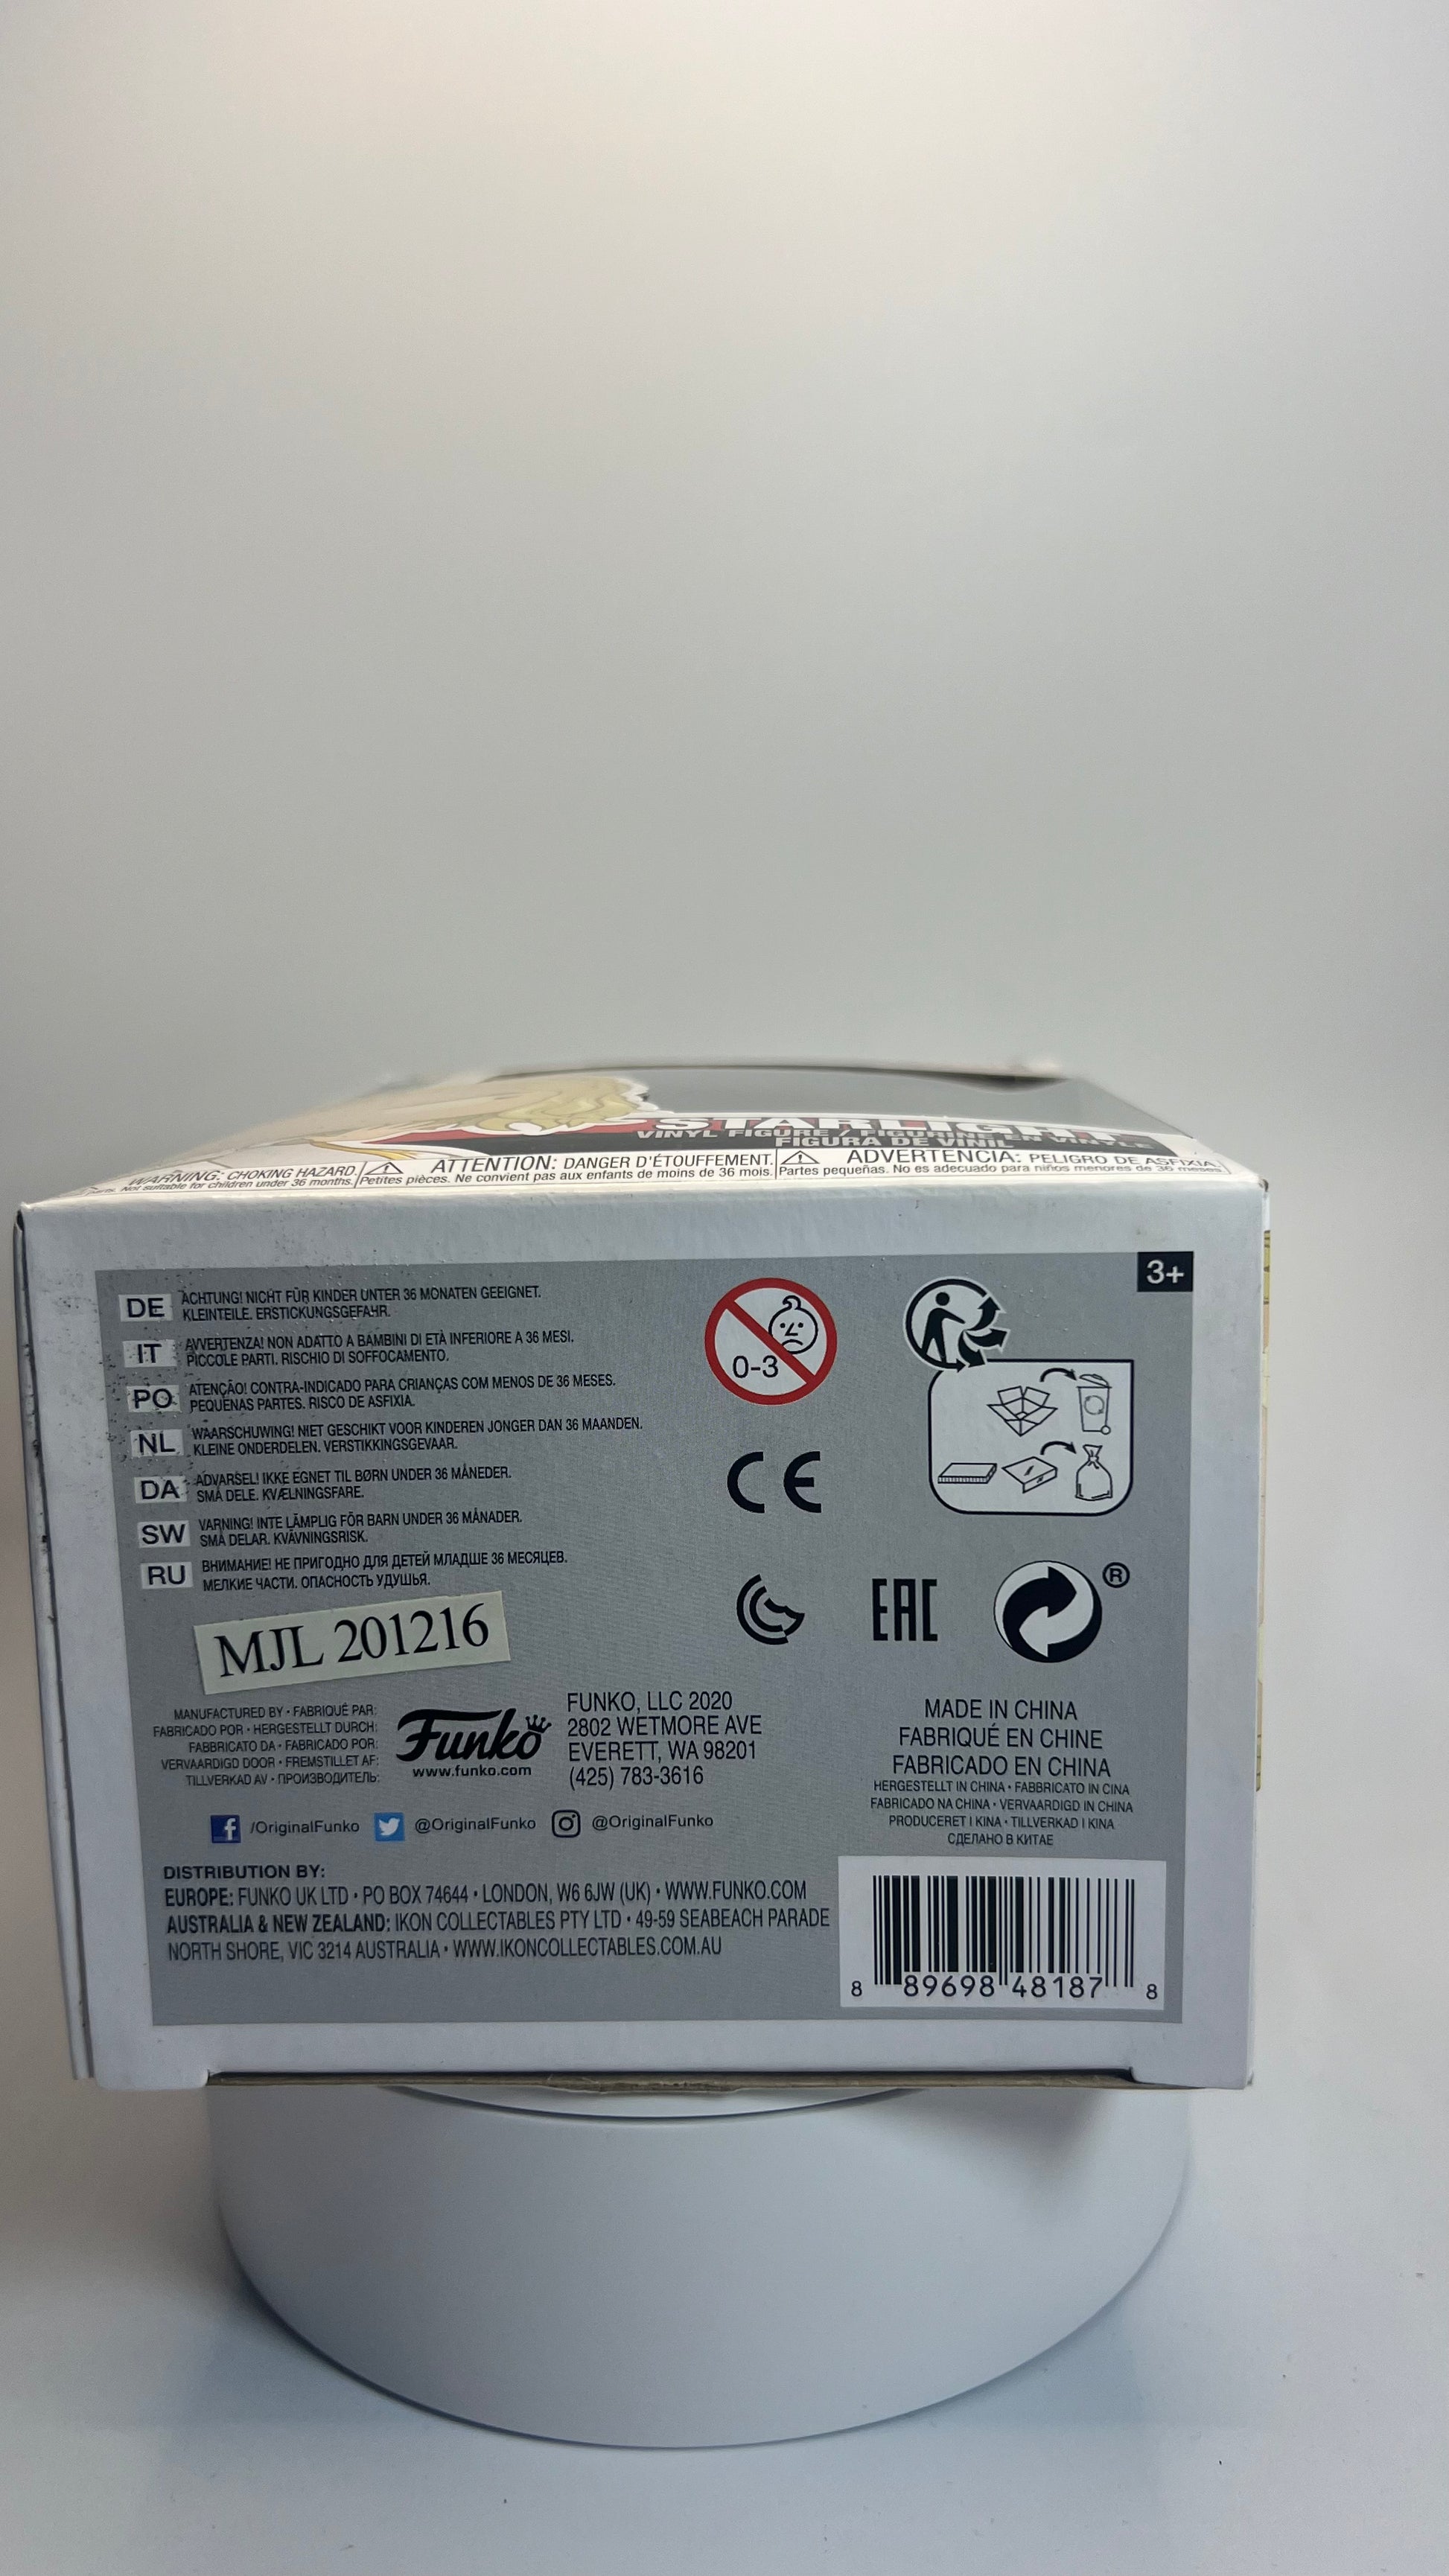 STARLIGHT
VINYL FIGURE / FIGURINE EN VINYLE
FIGURA DE VINIL
WARNING: CHOKING HAZARD.
Not suitable for children under 36 months.
ATTENTION: DANGER D'ÉTOUFFEMENT.
Petites pièces. Ne convient pas aux enfants de moins de 36 mois.
ADVERTENCIA: PELIGRO DE ASFIXIA.
Partes pequeñas. No es adecuado para niños menores de 36 meses.
3+
DE ACHTUNG! NICHT FÜR KINDER UNTER 36 MONATEN GEEIGNET.
KLEINTEILE. ERSTICKUNGSGEFAHR.
IT AVVERTENZA! NON ADATTO A BAMBINI DI ETÀ INFERIORE A 36 MESI.
PICCOLE PARTI. RISCHIO DI SOFFOCAMENTO.
PO ATENÇÃO! CONTRA-INDICADO PARA CRIANÇAS COM MENOS DE 36 MESES.
PEQUENAS PARTES. RISCO DE ASFIXIA.
NL WAARSCHUWING! NIET GESCHIKT VOOR KINDEREN JONGER DAN 36 MAANDEN.
KLEINE ONDERDELEN. VERSTIKKINGSGEVAAR.
DA ADVARSEL! IKKE EGNET TIL BØRN UNDER 36 MÅNEDER.
SMÅ DELE. KVÆLNINGSFARE.
SW VARNING! INTE LÄMPLIG FÖR BARN UNDER 36 MÅNADER.
SMÅ DELAR. KVÄVNINGSRISK.
RU ВНИМАНИЕ! НЕ ПРИГОДНО ДЛЯ ДЕТЕЙ МЛАДШЕ 36 МЕСЯЦЕВ.
МЕЛКИЕ ЧАСТИ. ОПАСНОСТЬ УДУШЬЯ.
0-3
CE
EAC
®
MJL 201216
MANUFACTURED BY • FABRIQUÉ PAR:
FABRICADO POR • HERGESTELLT DURCH:
FABBRICATO DA • FABRICADO POR:
VERVAARDIGD DOOR • FREMSTILLET AF:
TILLVERKAD AV • ПРОИЗВОДИТЕЛЬ:
Funko
www.funko.com
FUNKO, LLC 2020
2802 WETMORE AVE
EVERETT, WA 98201
(425) 783-3616
MADE IN CHINA
FABRIQUÉ EN CHINE
FABRICADO EN CHINA
HERGESTELLT IN CHINA • FABBRICATO IN CINA
FABRICADO NA CHINA • VERVAARDIGD IN CHINA
PRODUCERET I KINA • TILLVERKAD I KINA
СДЕЛАНО В КИТАЕ
/OriginalFunko @OriginalFunko @OriginalFunko
DISTRIBUTION BY:
EUROPE: FUNKO UK LTD • PO BOX 74644 • LONDON, W6 6JW (UK) • WWW.FUNKO.COM
AUSTRALIA & NEW ZEALAND: IKON COLLECTABLES PTY LTD • 49-59 SEABEACH PARADE
NORTH SHORE, VIC 3214 AUSTRALIA • WWW.IKONCOLLECTABLES.COM.AU
8 89698 48187 8